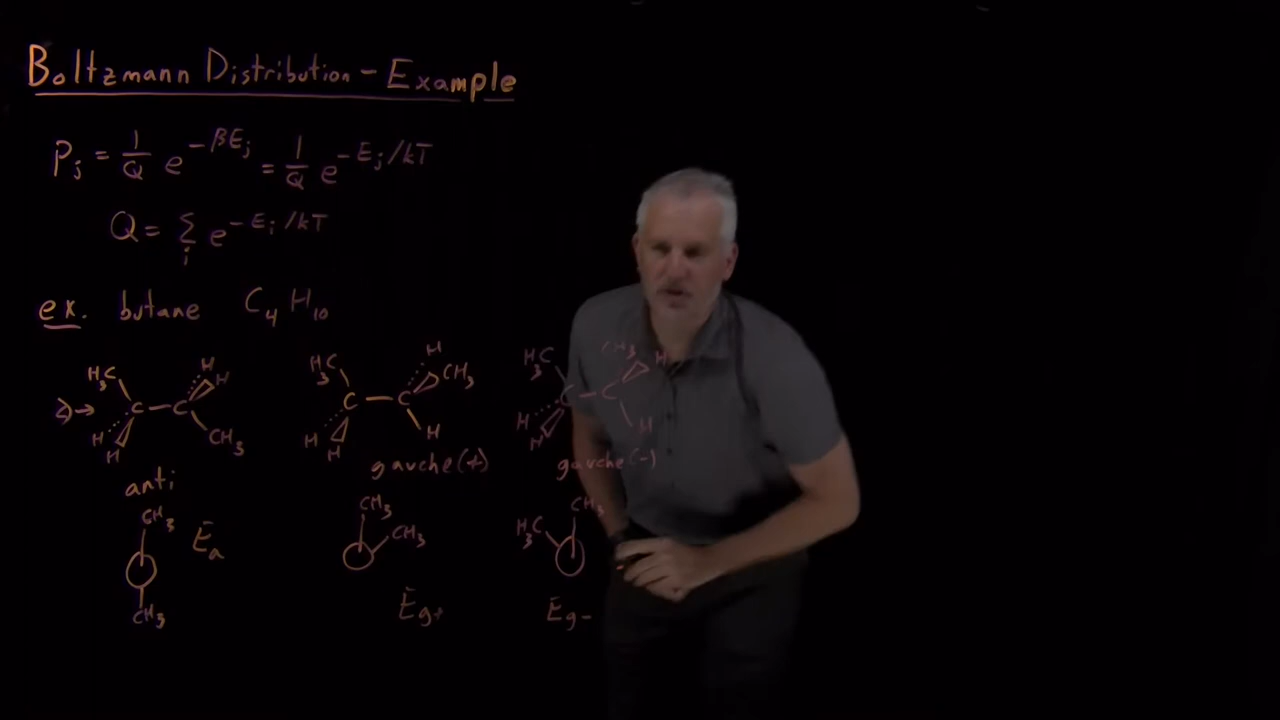 Boltzmann Distribution - Example
Pj = 1/Q e^-βEj = 1/Q e^-Ej/kT
Q = Σi e^-Ei/kT
ex. butane C4H10
H3C H H C C H H CH3
H3C H CH3 C C H H H
H3C CH3 H C C H H H
anti gauche(+) gauche(-)
CH3 CH3 Ea
CH3 CH3 Eg+
H3C CH3 Eg-